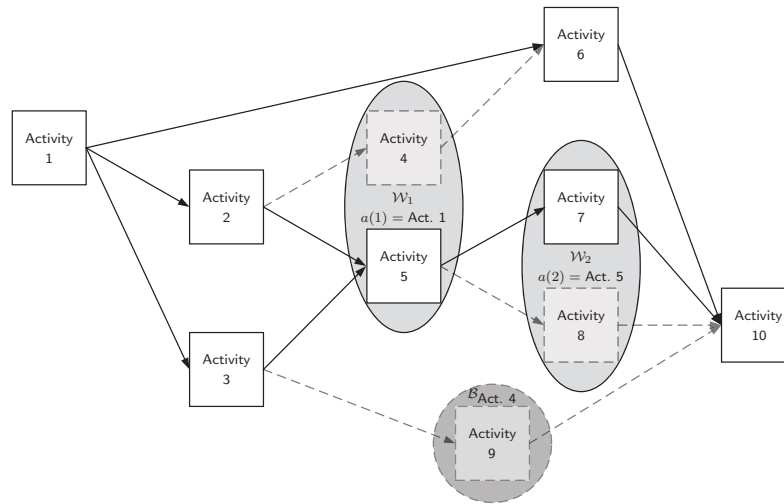 Activity
6
Activity
1
Activity
4
Activity
2
𝒲₁
a(1) = Act. 1
Activity
5
Activity
7
𝒲₂
a(2) = Act. 5
Activity
8
Activity
10
Activity
3
ℬAct. 4
Activity
9